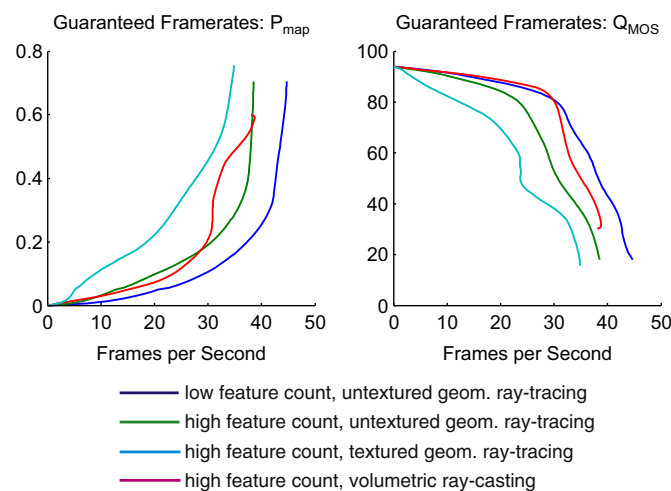 Guaranteed Framerates: Pmap
Guaranteed Framerates: QMOS
0.8
0.6
0.4
0.2
0
0 10 20 30 40 50
Frames per Second
100
80
60
40
20
0
0 10 20 30 40 50
Frames per Second
low feature count, untextured geom. ray-tracing
high feature count, untextured geom. ray-tracing
high feature count, textured geom. ray-tracing
high feature count, volumetric ray-casting